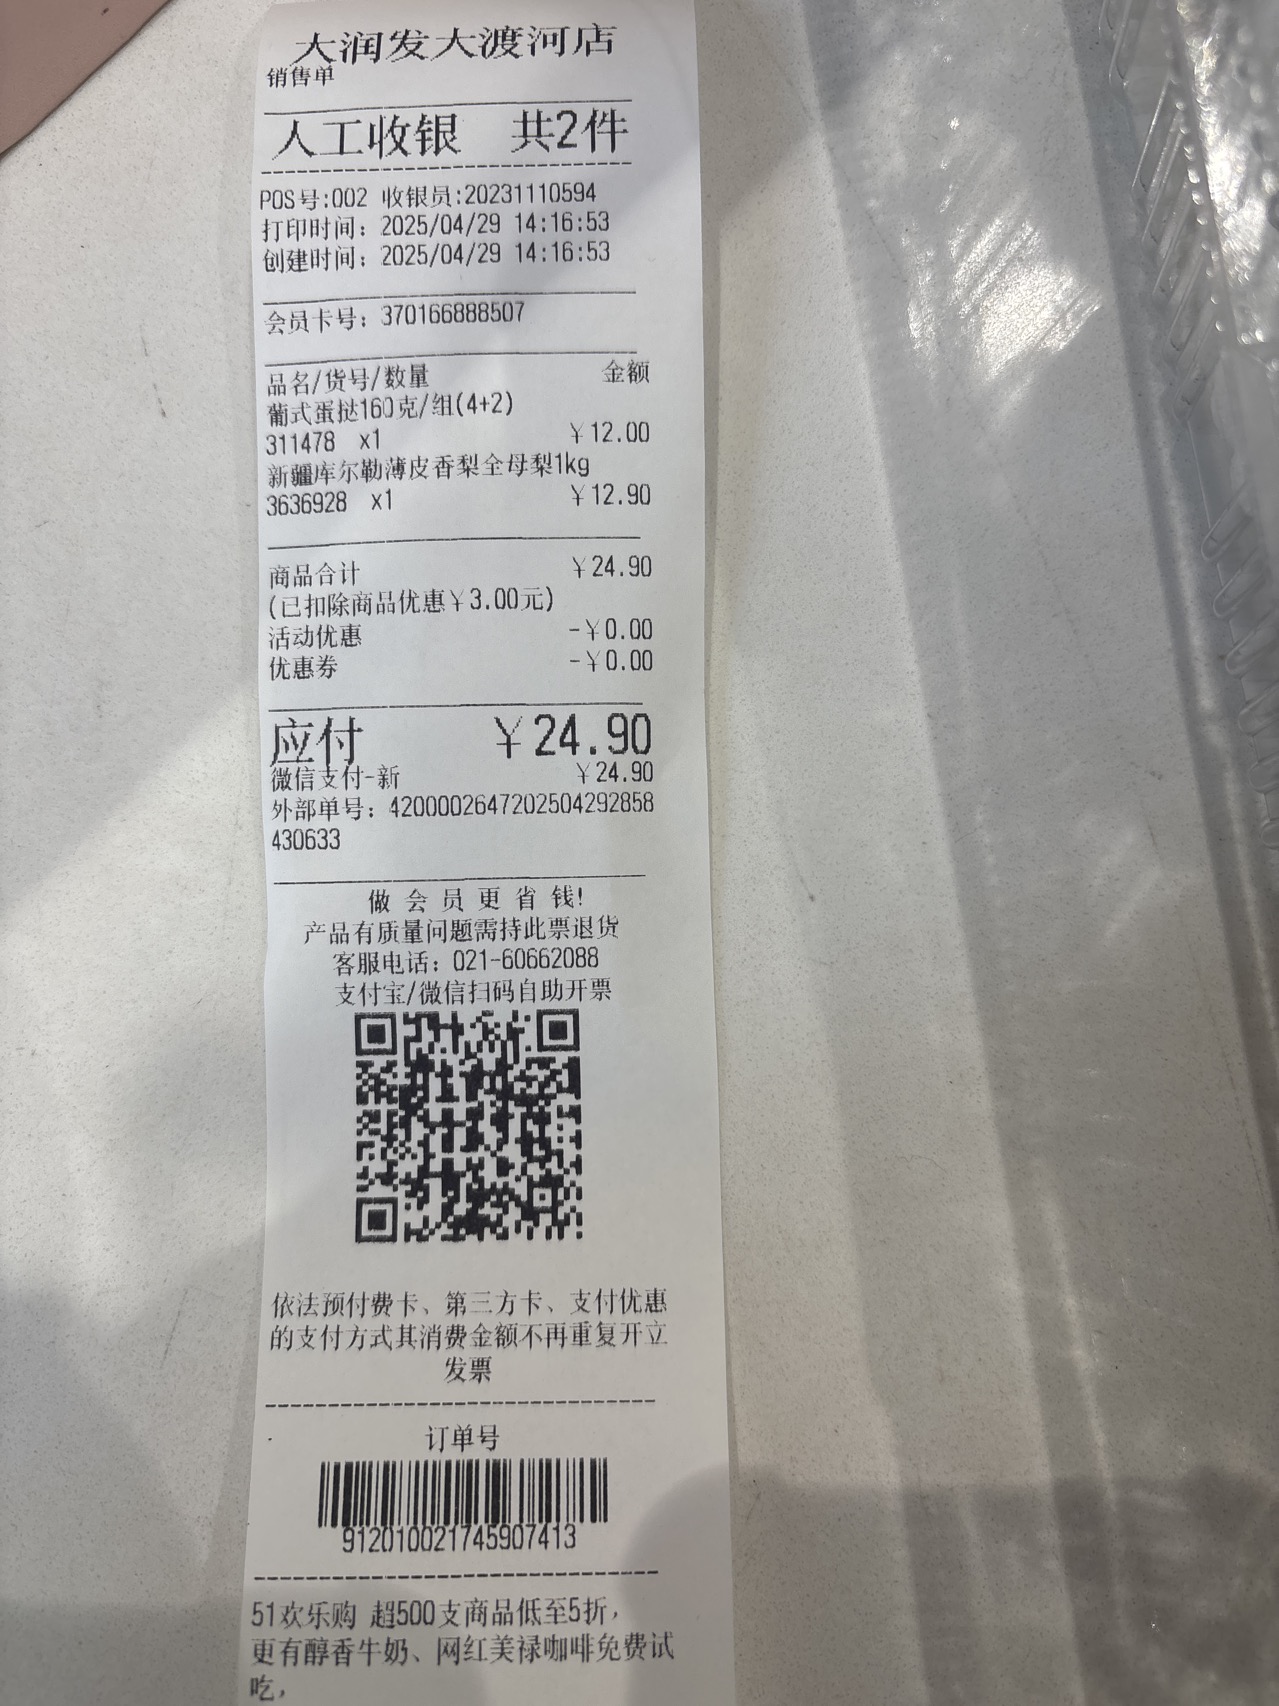 大润发大渡河店
销售单
人工收银 共2件
POS号:002 收银员:20231110594
打印时间：2025/04/29 14:16:53
创建时间：2025/04/29 14:16:53
会员卡号：370166888507
品名/货号/数量 金额
葡式蛋挞160克/组(4+2)
311478 x1 ￥12.00
新疆库尔勒薄皮香梨全母梨1kg
3636928 x1 ￥12.90
商品合计 ￥24.90
(已扣除商品优惠￥3.00元)
活动优惠 -￥0.00
优惠券 -￥0.00
应付 ￥24.90
微信支付-新 ￥24.90
外部单号：4200002647202504292858
430633
做会员更省钱!
产品有质量问题需持此票退货
客服电话：021-60662088
支付宝/微信扫码自助开票
依法预付费卡、第三方卡、支付优惠
的支付方式其消费金额不再重复开立
发票
订单号
912010021745907413
51欢乐购 超500支商品低至5折，
更有醇香牛奶、网红美禄咖啡免费试
吃，